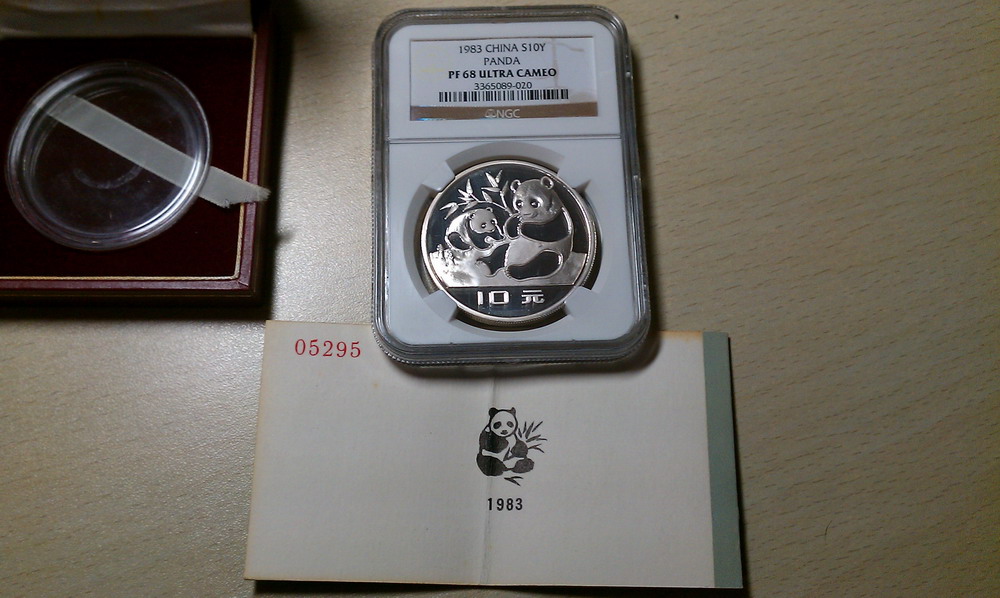 1983 CHINA S10Y
PANDA
PF 68 ULTRA CAMEO
3365089-020
NGC
10 元
05295
1983